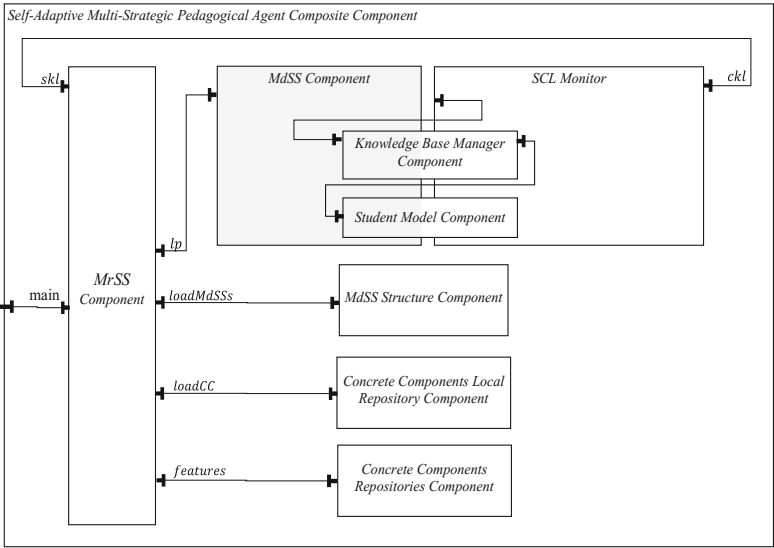 Self-Adaptive Multi-Strategic Pedagogical Agent Composite Component
skl
MdSS Component
SCL Monitor
ckl
Knowledge Base Manager
Component
Student Model Component
lp
MrSS
Component
main
loadMdSSs
MdSS Structure Component
loadCC
Concrete Components Local
Repository Component
features
Concrete Components
Repositories Component